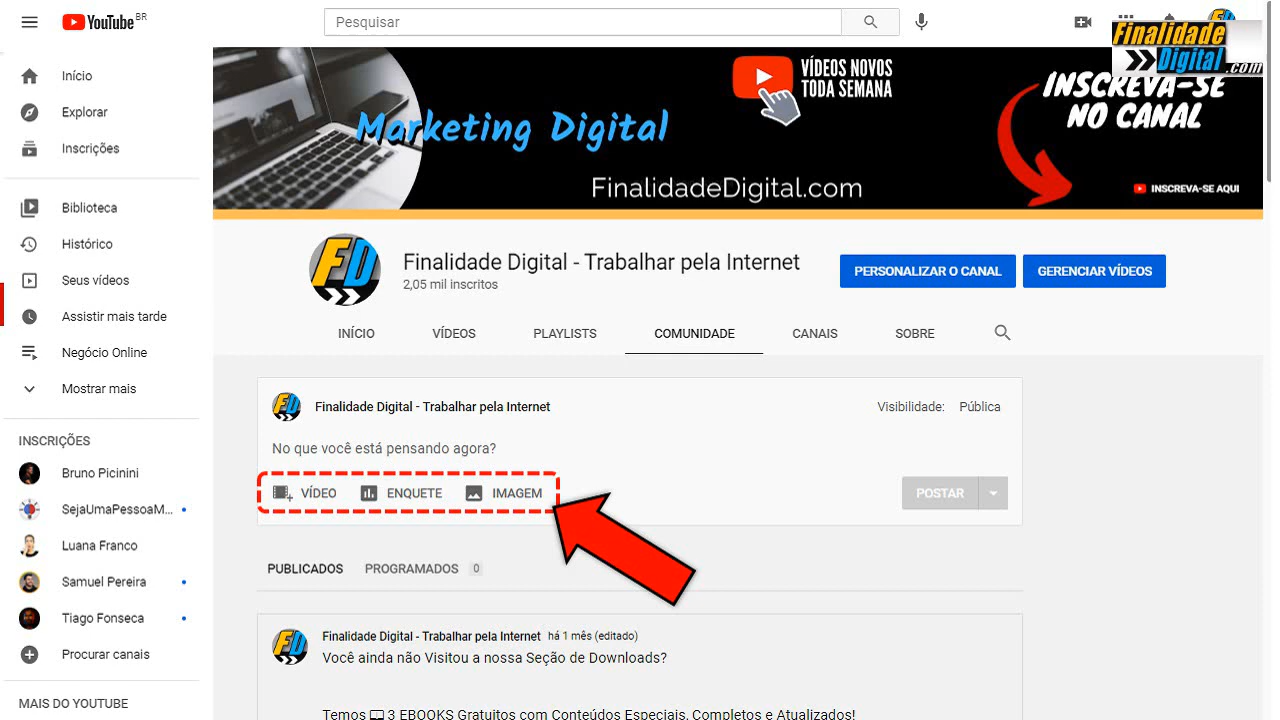 YouTube BR
Pesquisar
Finalidade
Digital.com
Início
Explorar
Inscrições
Biblioteca
Histórico
Seus vídeos
Assistir mais tarde
Negócio Online
Mostrar mais
INSCRIÇÕES
Bruno Picinini
SejaUmaPessoaM...
Luana Franco
Samuel Pereira
Tiago Fonseca
Procurar canais
MAIS DO YOUTUBE
Marketing Digital
VÍDEOS NOVOS
TODA SEMANA
FinalidadeDigital.com
INSCREVA-SE
NO CANAL
INSCREVA-SE AQUI
FD
Finalidade Digital - Trabalhar pela Internet
2,05 mil inscritos
PERSONALIZAR O CANAL
GERENCIAR VÍDEOS
INÍCIO VÍDEOS PLAYLISTS COMUNIDADE CANAIS SOBRE
FD
Finalidade Digital - Trabalhar pela Internet
Visibilidade: Pública
No que você está pensando agora?
VÍDEO ENQUETE IMAGEM
POSTAR
PUBLICADOS PROGRAMADOS 0
FD
Finalidade Digital - Trabalhar pela Internet há 1 mês (editado)
Você ainda não Visitou a nossa Seção de Downloads?
Temos 3 EBOOKS Gratuitos com Conteúdos Especiais, Completos e Atualizados!